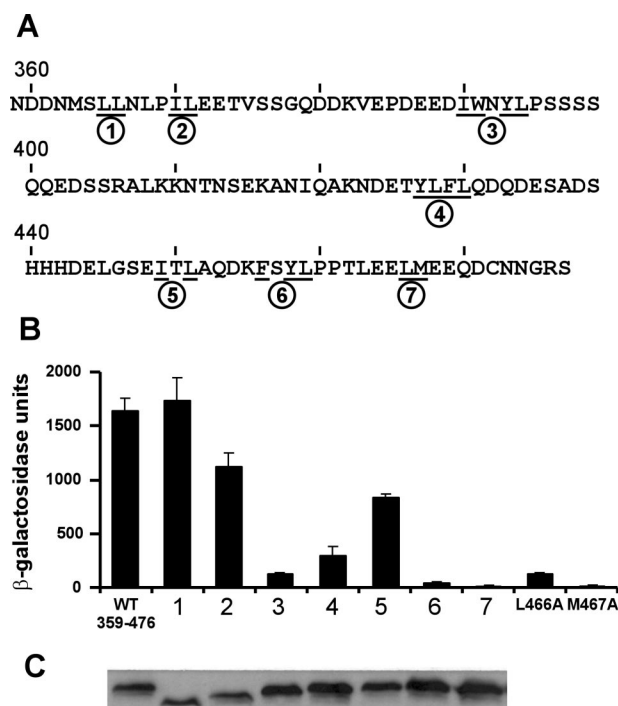 A
360
NDDNMSLLNLPILEETVSSGQDDKVEPDEEDIWNYLPSSSS
1 2 3
400
QQEDSSRALKKNTNSEKANIQAKNDETYLFLQDQDESADS
4
440
HHHDELGSEITLAQDKFSYLPPTLEELMEEQDCNNGRS
5 6 7
B
β-galactosidase units
2000
1500
1000
500
0
WT 1 2 3 4 5 6 7 L466A M467A
359-476
C